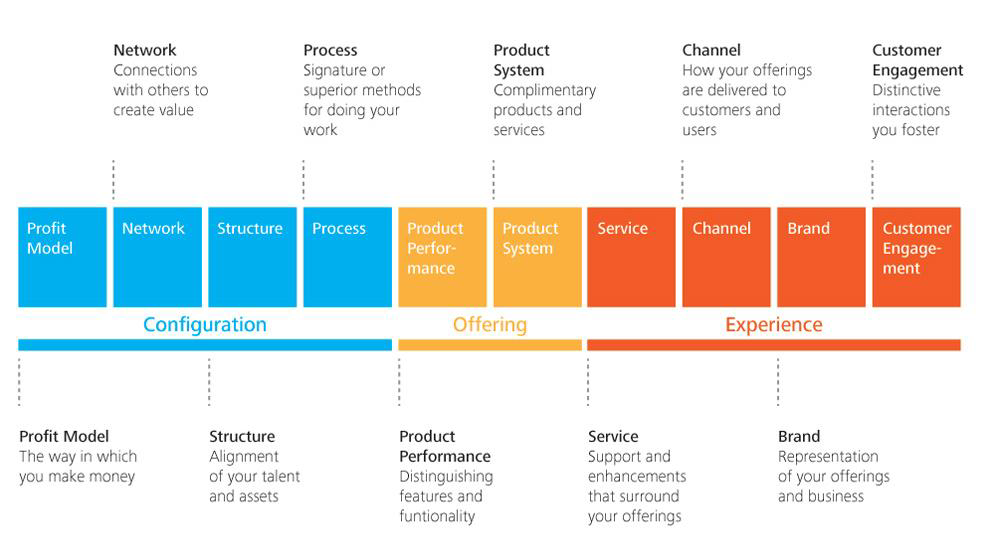 Network
Connections
with others to
create value
Process
Signature or
superior methods
for doing your
work
Product
System
Complimentary
products and
services
Channel
How your offerings
are delivered to
customers and
users
Customer
Engagement
Distinctive
interactions
you foster
Profit
Model
Network
Structure
Process
Product
Perfor-
mance
Product
System
Service
Channel
Brand
Customer
Engage-
ment
Configuration
Offering
Experience
Profit Model
The way in which
you make money
Structure
Alignment
of your talent
and assets
Product
Performance
Distinguishing
features and
funtionality
Service
Support and
enhancements
that surround
your offerings
Brand
Representation
of your offerings
and business